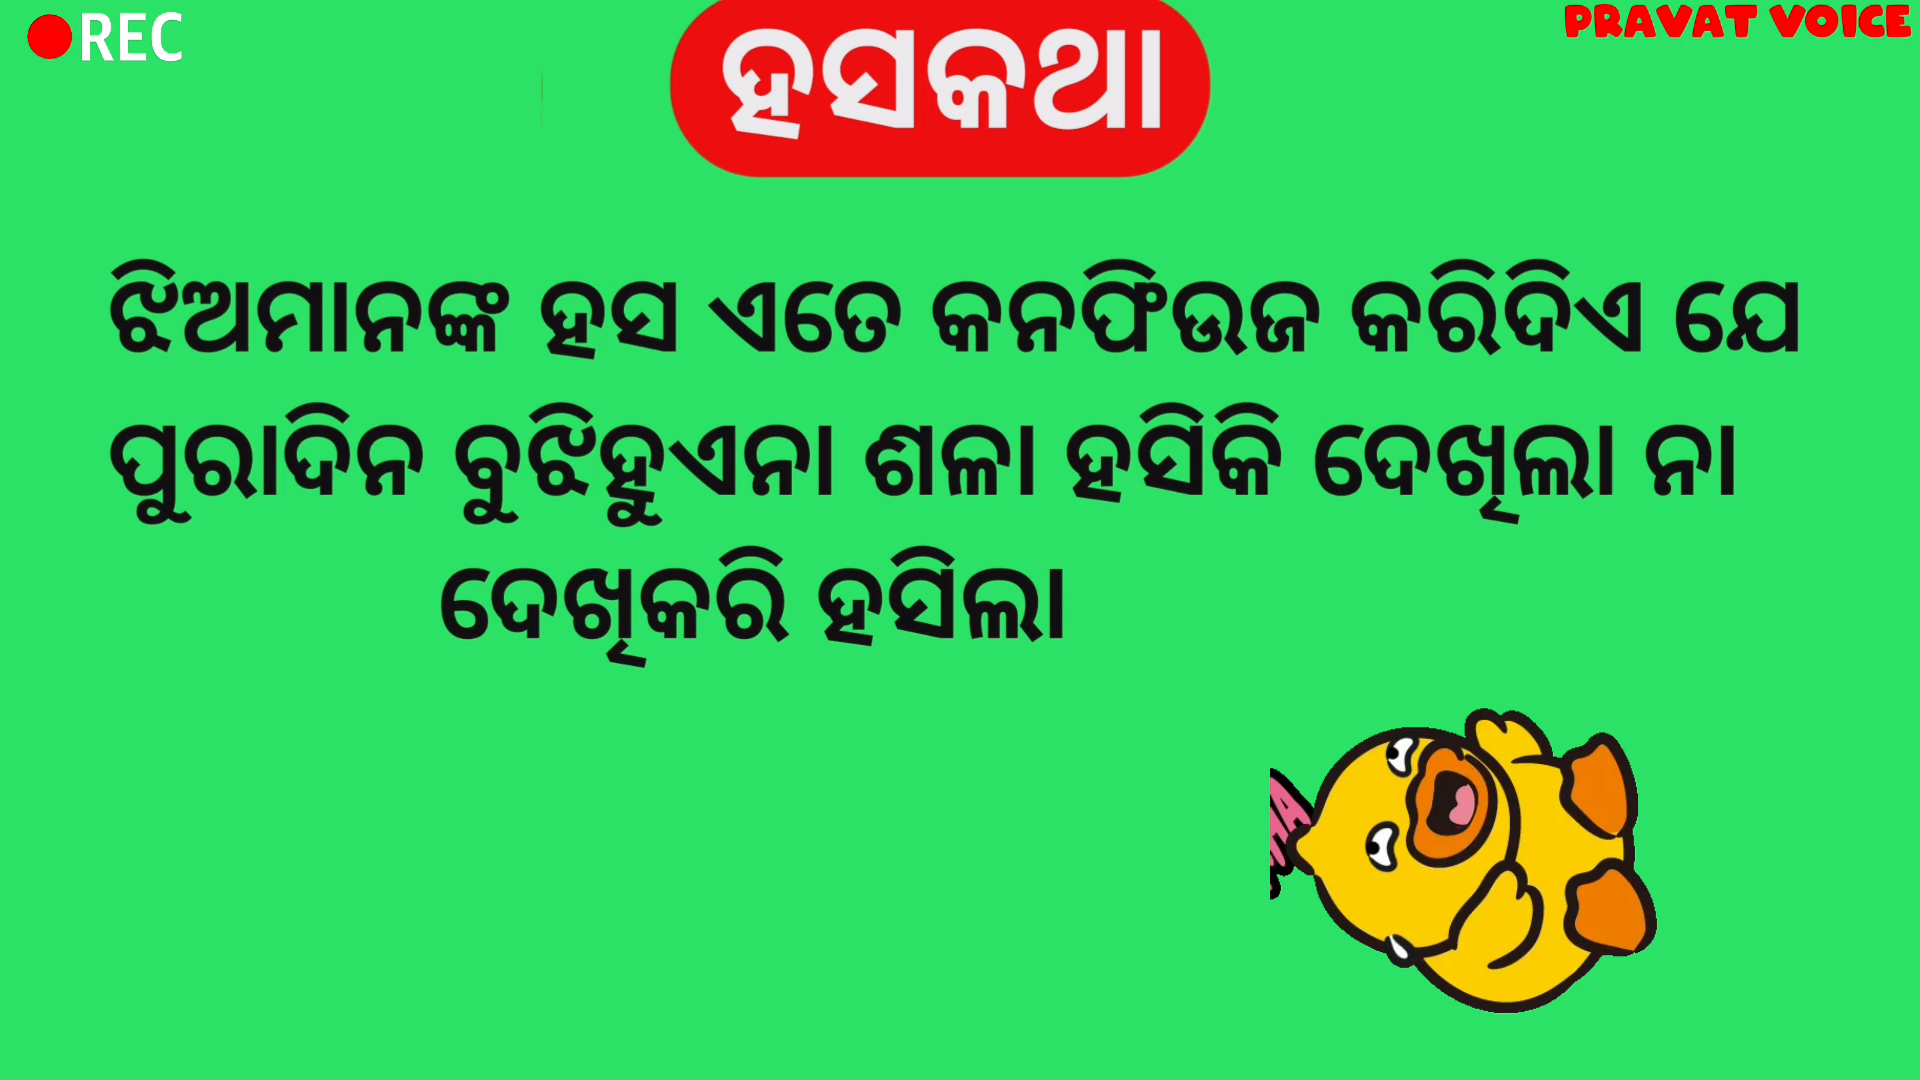 REC
PRAVAT VOICE
ହସକଥା
ଝିଅମାନଙ୍କ ହସ ଏତେ କନଫିଉଜ କରିଦିଏ ଯେ
ପୁରାଦିନ ବୁଝିହୁଏନା ଶଳା ହସିକି ଦେଖିଲା ନା
ଦେଖିକରି ହସିଲା